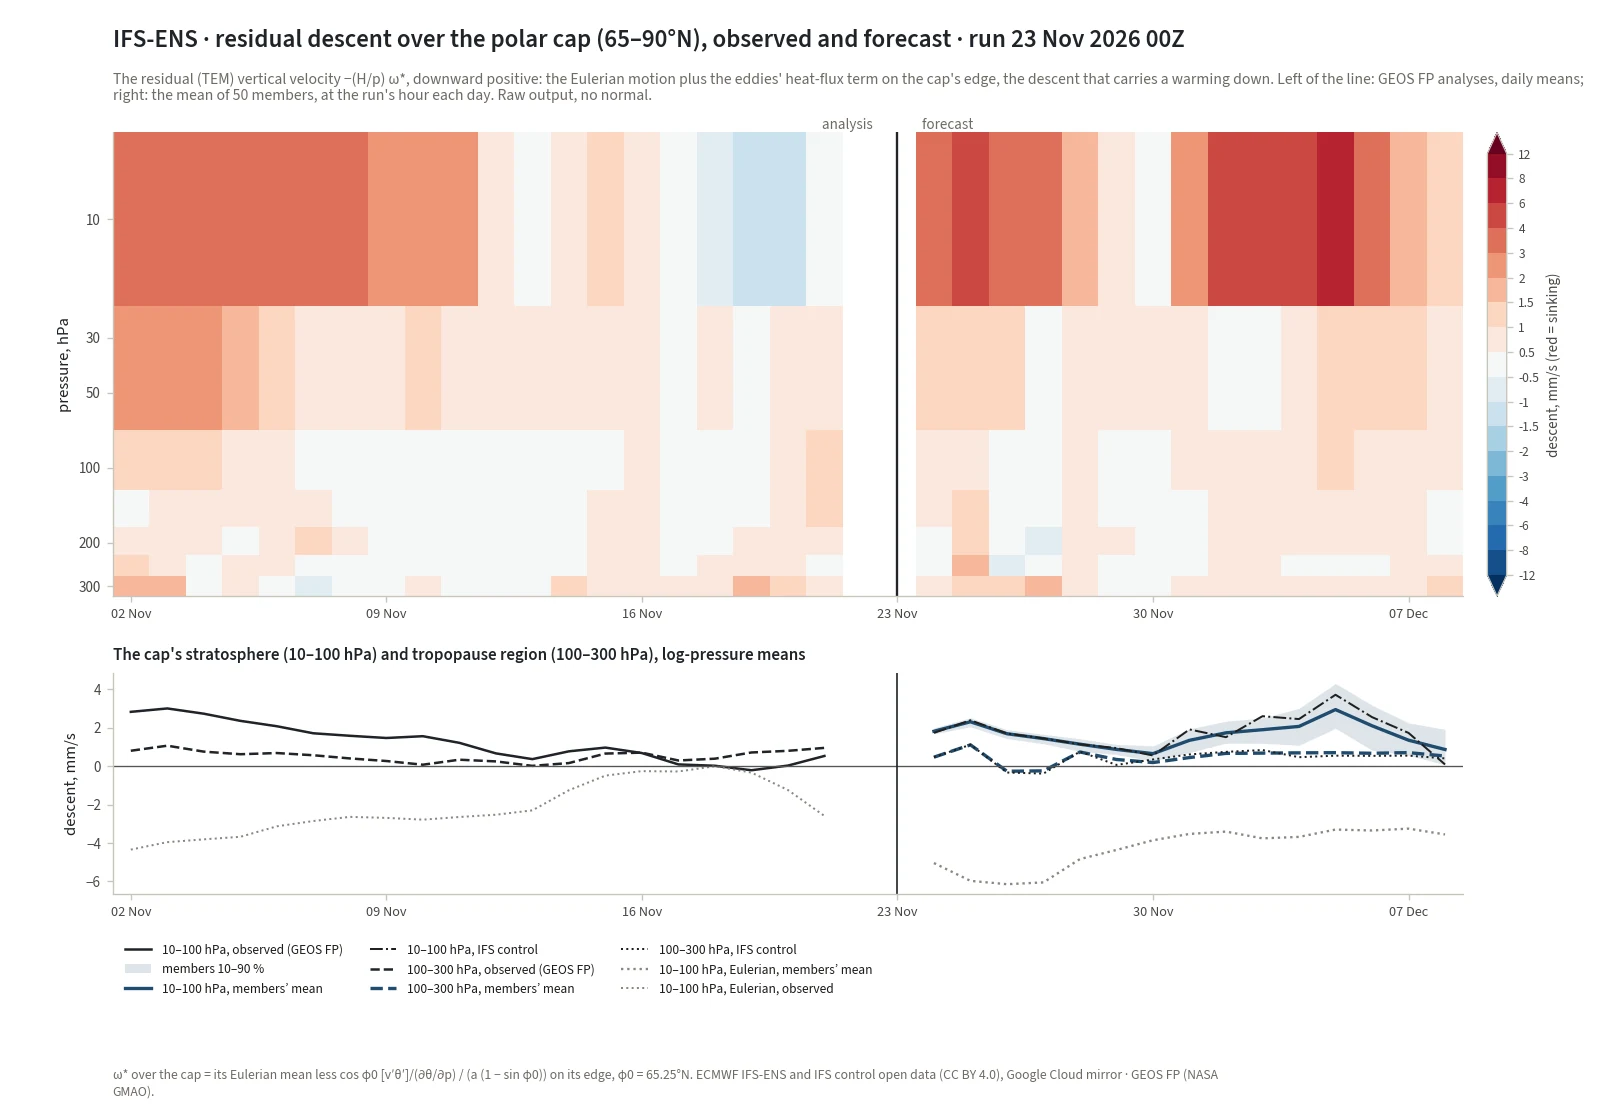 IFS-ENS · residual descent over the polar cap (65–90°N), observed and forecast · run 23 Nov 2026 00Z
The residual (TEM) vertical velocity −(H/p) ω*, downward positive: the Eulerian motion plus the eddies' heat-flux term on the cap's edge, the descent that carries a warming down. Left of the line: GEOS FP analyses, daily means;
right: the mean of 50 members, at the run's hour each day. Raw output, no normal.
analysis
forecast
pressure, hPa
10
30
50
100
200
300
02 Nov
09 Nov
16 Nov
23 Nov
30 Nov
07 Dec
12
8
6
4
3
2
1.5
1
0.5
-0.5
-1
-1.5
-2
-3
-4
-6
-8
-12
descent, mm/s (red = sinking)
The cap's stratosphere (10–100 hPa) and tropopause region (100–300 hPa), log-pressure means
descent, mm/s
4
2
0
−2
−4
−6
02 Nov
09 Nov
16 Nov
23 Nov
30 Nov
07 Dec
10–100 hPa, observed (GEOS FP)
members 10–90 %
10–100 hPa, members’ mean
10–100 hPa, IFS control
100–300 hPa, observed (GEOS FP)
100–300 hPa, members’ mean
100–300 hPa, IFS control
10–100 hPa, Eulerian, members’ mean
10–100 hPa, Eulerian, observed
ω* over the cap = its Eulerian mean less cos φ0 [v′θ′]/(∂θ/∂p) / (a (1 − sin φ0)) on its edge, φ0 = 65.25°N. ECMWF IFS-ENS and IFS control open data (CC BY 4.0), Google Cloud mirror · GEOS FP (NASA
GMAO).